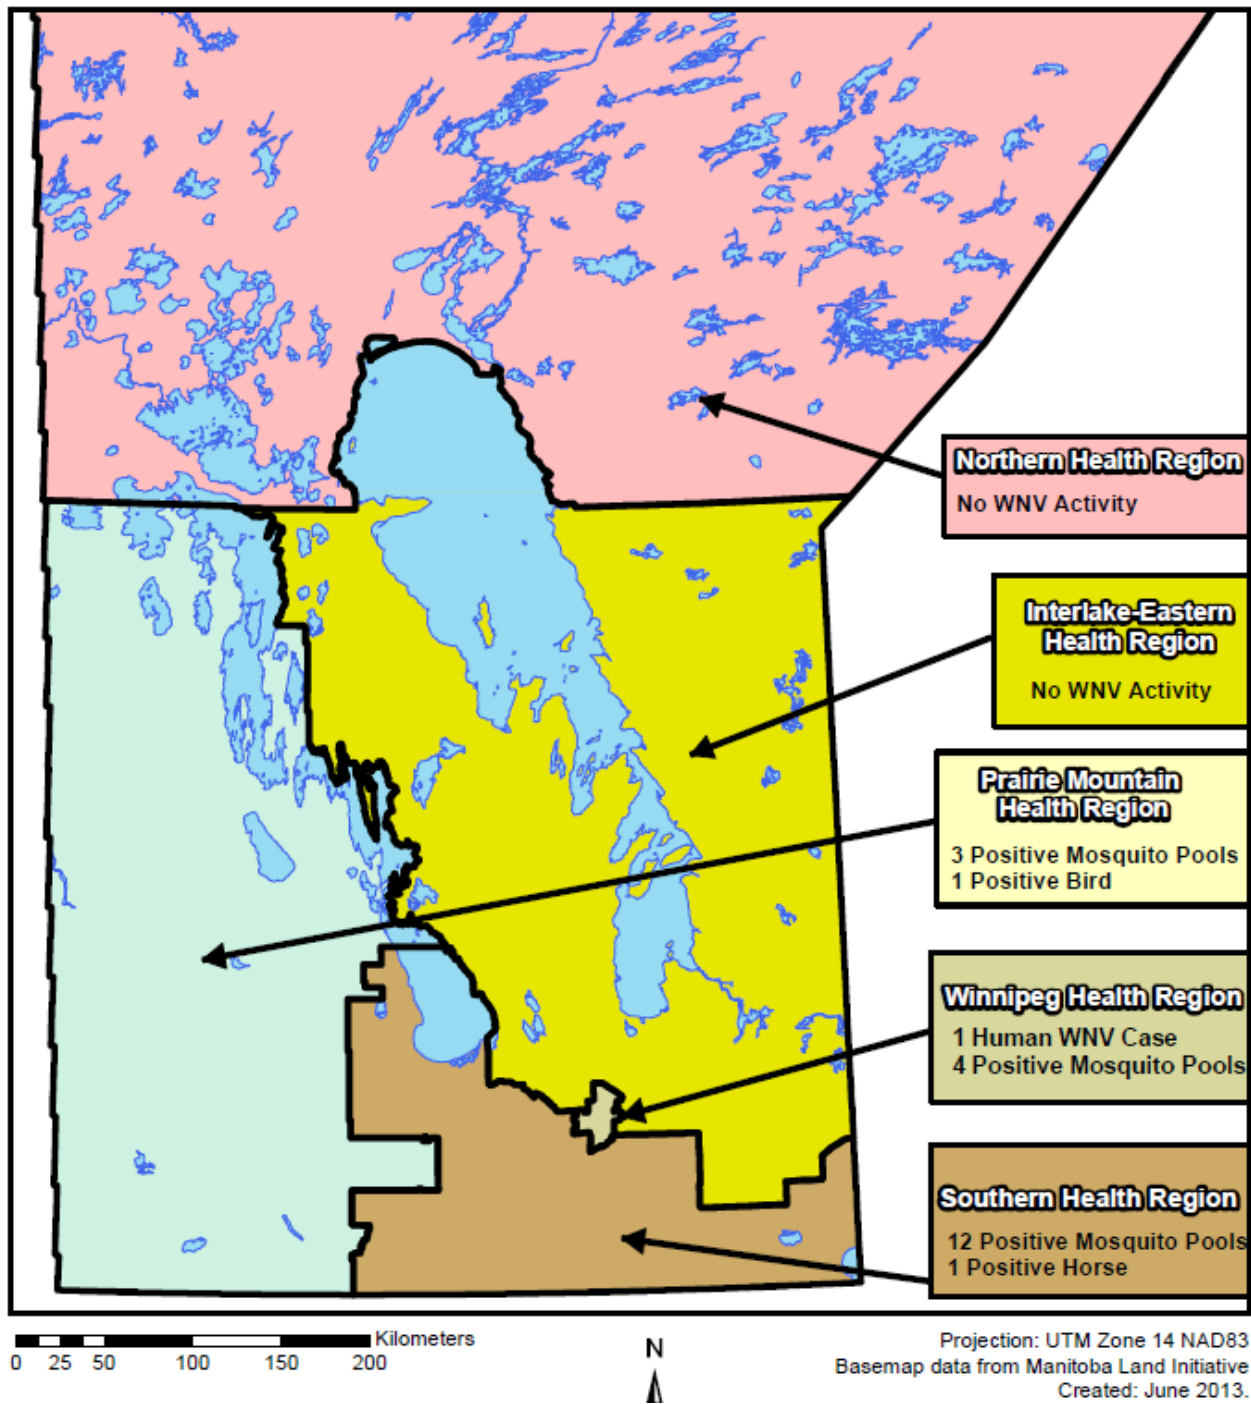 Northern Health Region
No WNV Activity
Interlake-Eastern
Health Region
No WNV Activity
Prairie Mountain
Health Region
3 Positive Mosquito Pools
1 Positive Bird
Winnipeg Health Region
1 Human WNV Case
4 Positive Mosquito Pools
Southern Health Region
12 Positive Mosquito Pools
1 Positive Horse
Kilometers
0 25 50 100 150 200
N
Projection: UTM Zone 14 NAD83
Basemap data from Manitoba Land Initiative
Created: June 2013.